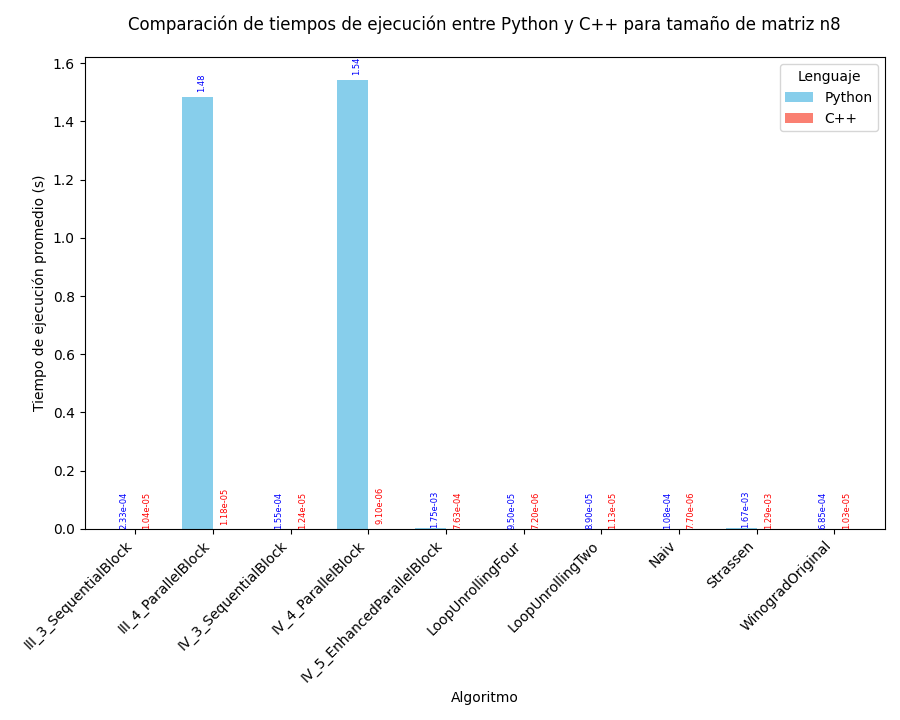 Comparación de tiempos de ejecución entre Python y C++ para tamaño de matriz n8
Tiempo de ejecución promedio (s)
1.6
1.4
1.2
1.0
0.8
0.6
0.4
0.2
0.0
Lenguaje
Python
C++
2.33e-04
1.04e-05
1.48
1.18e-05
1.55e-04
1.24e-05
1.54
9.10e-06
1.75e-03
7.63e-04
9.50e-05
7.20e-06
8.90e-05
1.13e-05
1.08e-04
7.70e-06
1.67e-03
1.29e-03
6.85e-04
1.03e-05
III_3_SequentialBlock
III_4_ParallelBlock
IV_3_SequentialBlock
IV_4_ParallelBlock
IV_5_EnhancedParallelBlock
LoopUnrollingFour
LoopUnrollingTwo
Naiv
Strassen
WinogradOriginal
Algoritmo